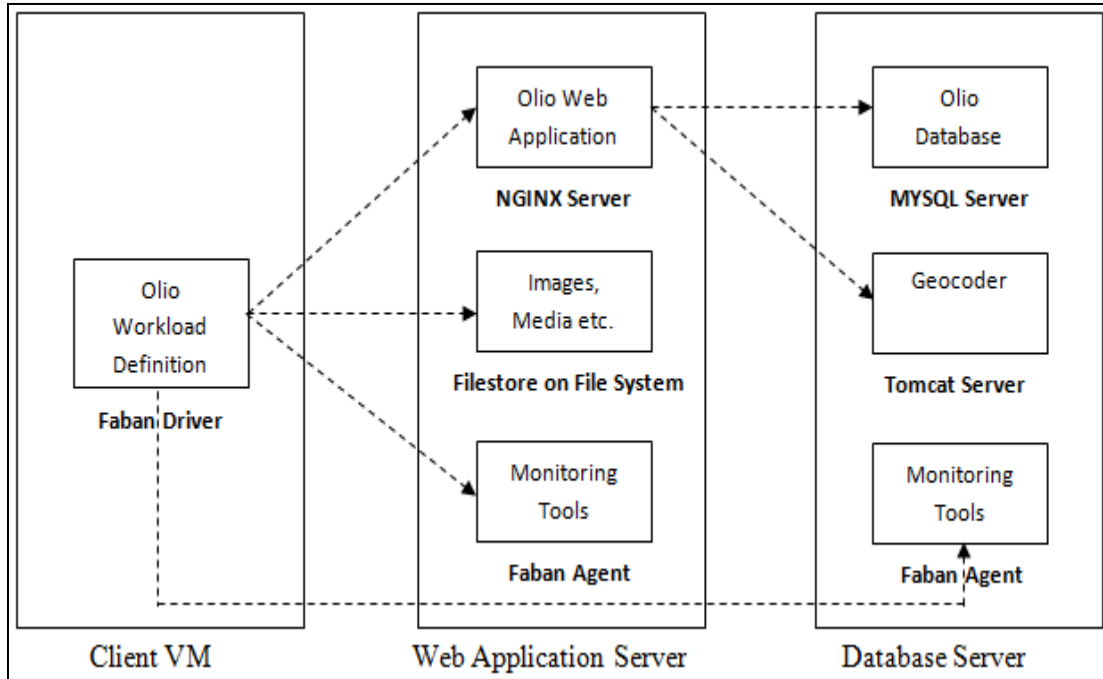 Olio
Workload
Definition
Faban Driver
Client VM
Olio Web
Application
NGINX Server
Images,
Media etc.
Filestore on File System
Monitoring
Tools
Faban Agent
Web Application Server
Olio
Database
MYSQL Server
Geocoder
Tomcat Server
Monitoring
Tools
Faban Agent
Database Server